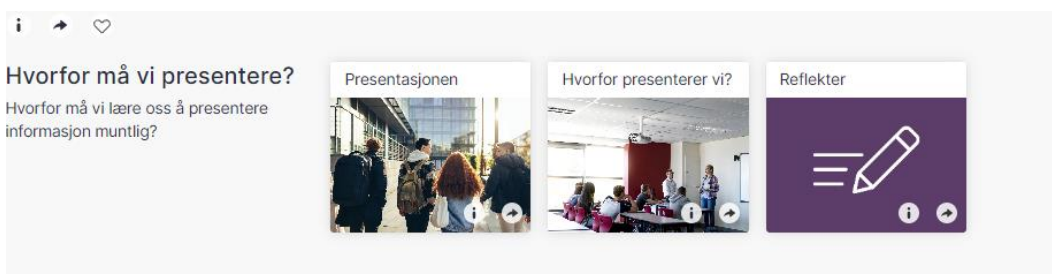 Hvorfor må vi presentere?
Hvorfor må vi lære oss å presentere
informasjon muntlig?
Presentasjonen
Hvorfor presenterer vi?
Reflekter